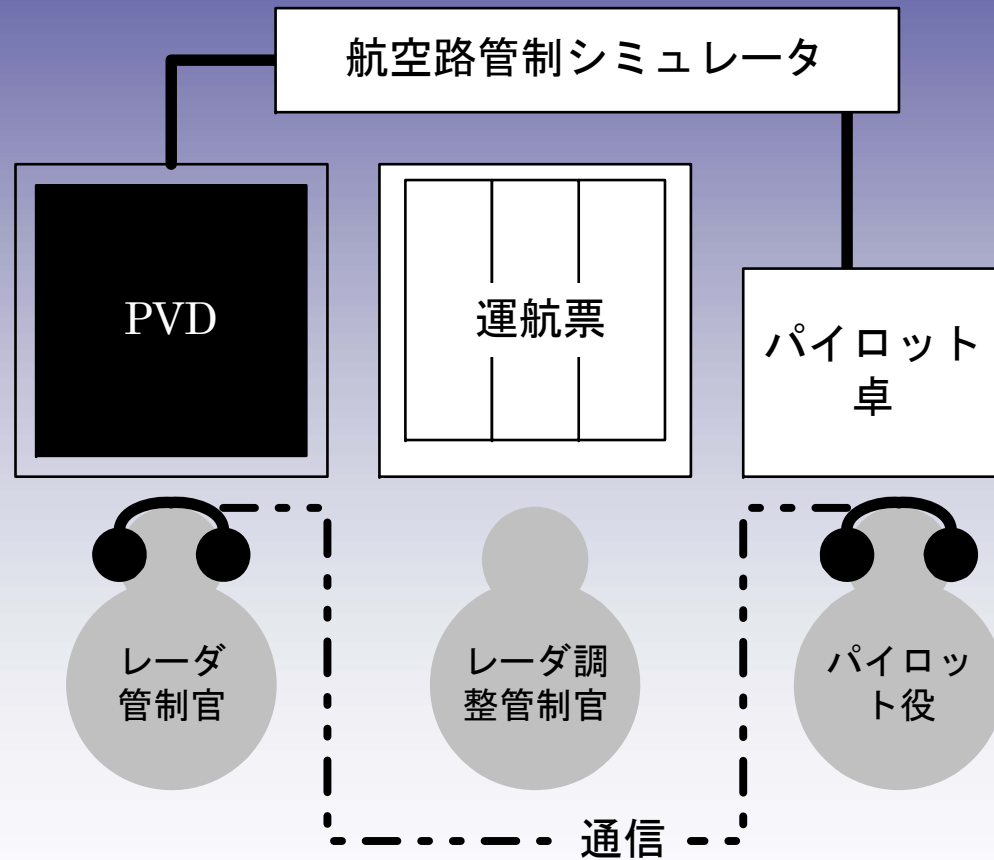 航空路管制シミュレータ
PVD
運航票
パイロット
卓
レーダ
管制官
レーダ調
整管制官
パイロッ
ト役
通信